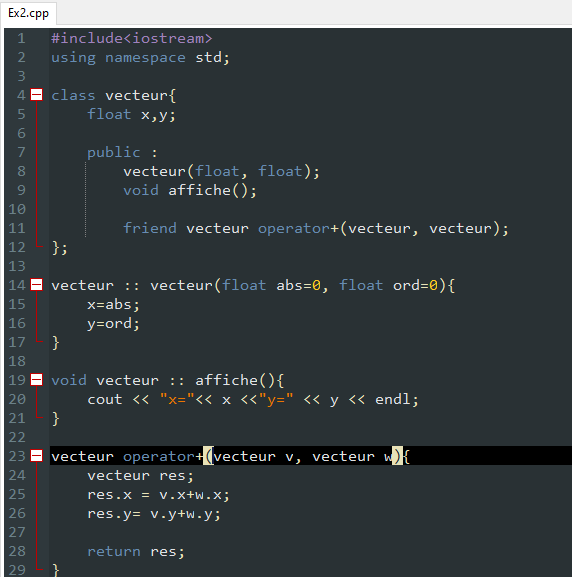 Ex2.cpp
1 #include<iostream>
2 using namespace std;
3
4 class vecteur{
5 float x,y;
6
7 public :
8 vecteur(float, float);
9 void affiche();
10
11 friend vecteur operator+(vecteur, vecteur);
12 };
13
14 vecteur :: vecteur(float abs=0, float ord=0){
15 x=abs;
16 y=ord;
17 }
18
19 void vecteur :: affiche(){
20 cout << "x="<< x <<"y=" << y << endl;
21 }
22
23 vecteur operator+(vecteur v, vecteur w){
24 vecteur res;
25 res.x = v.x+w.x;
26 res.y= v.y+w.y;
27
28 return res;
29 }